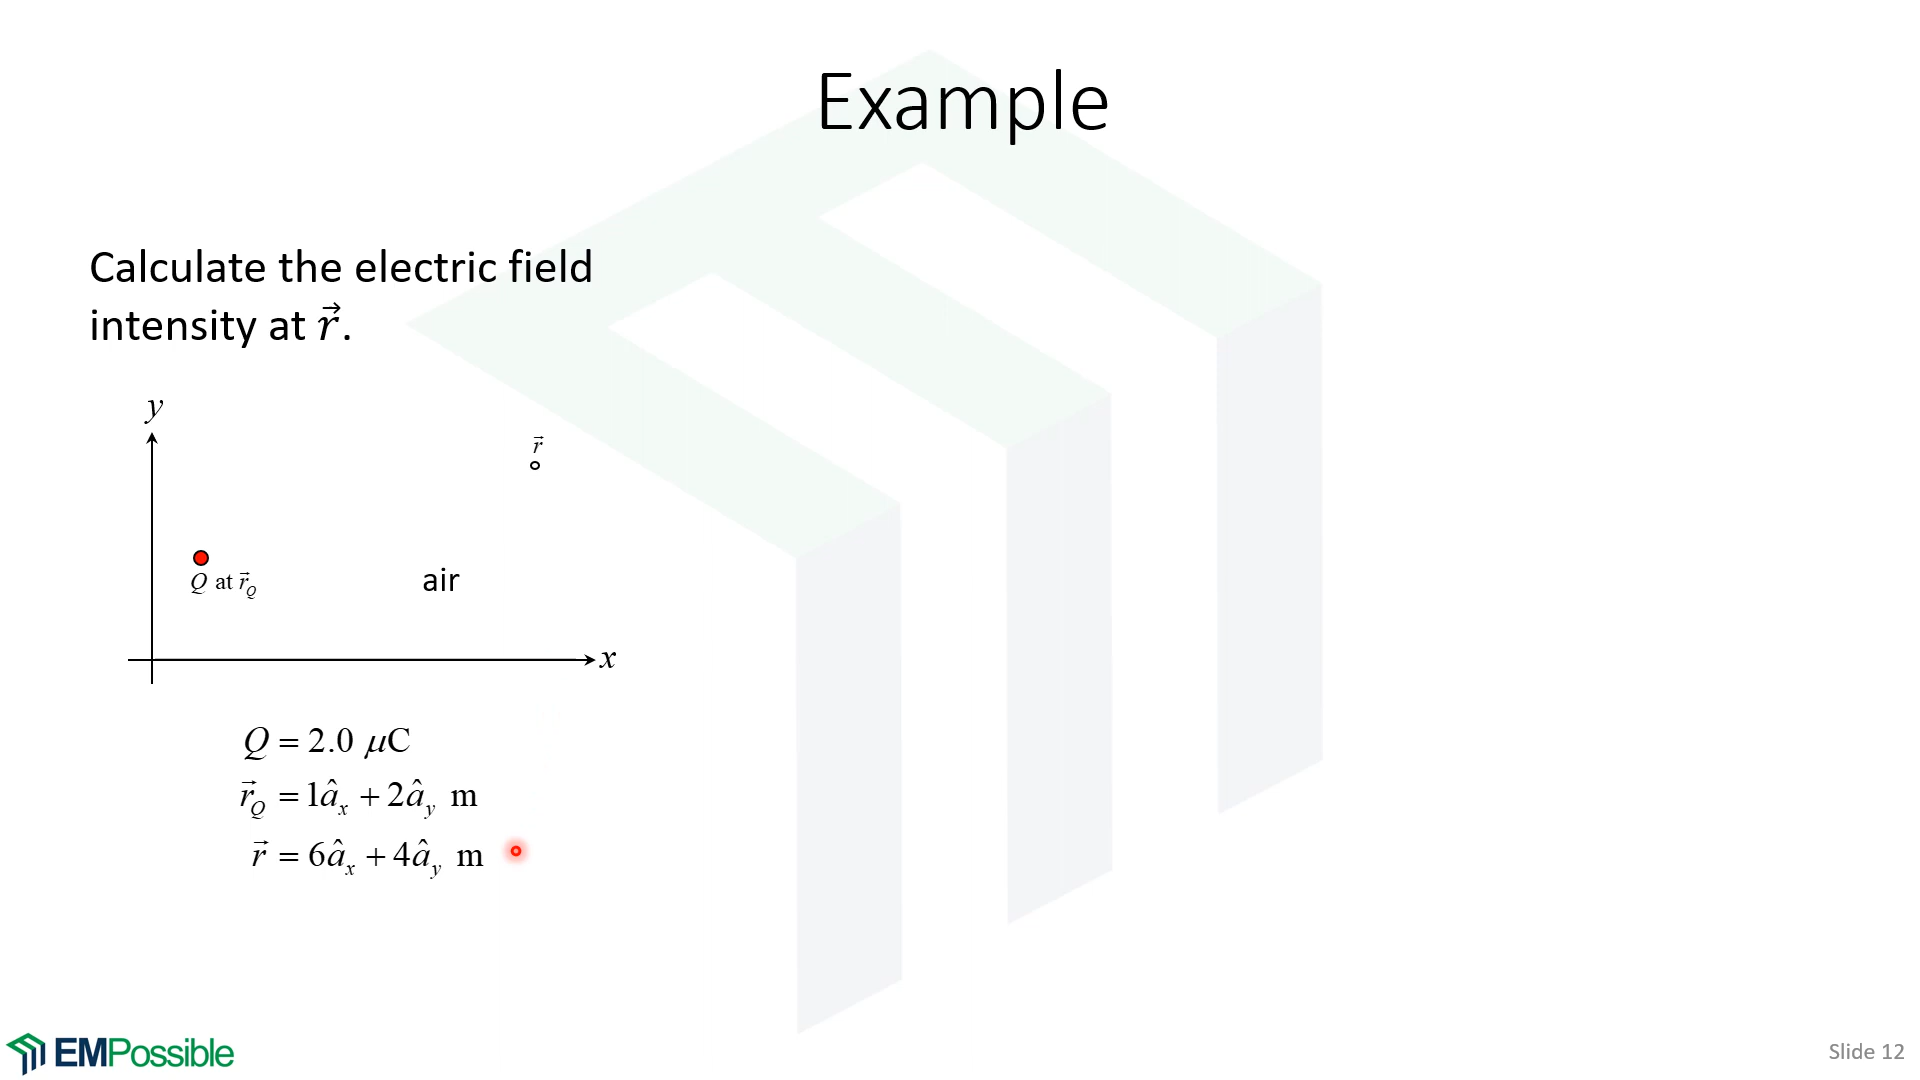 Example
Calculate the electric field
intensity at r⃗.
y
r⃗
Q at r⃗_Q
air
x
Q = 2.0 μC
r⃗_Q = 1â_x + 2â_y m
r⃗ = 6â_x + 4â_y m
EMPossible
Slide 12